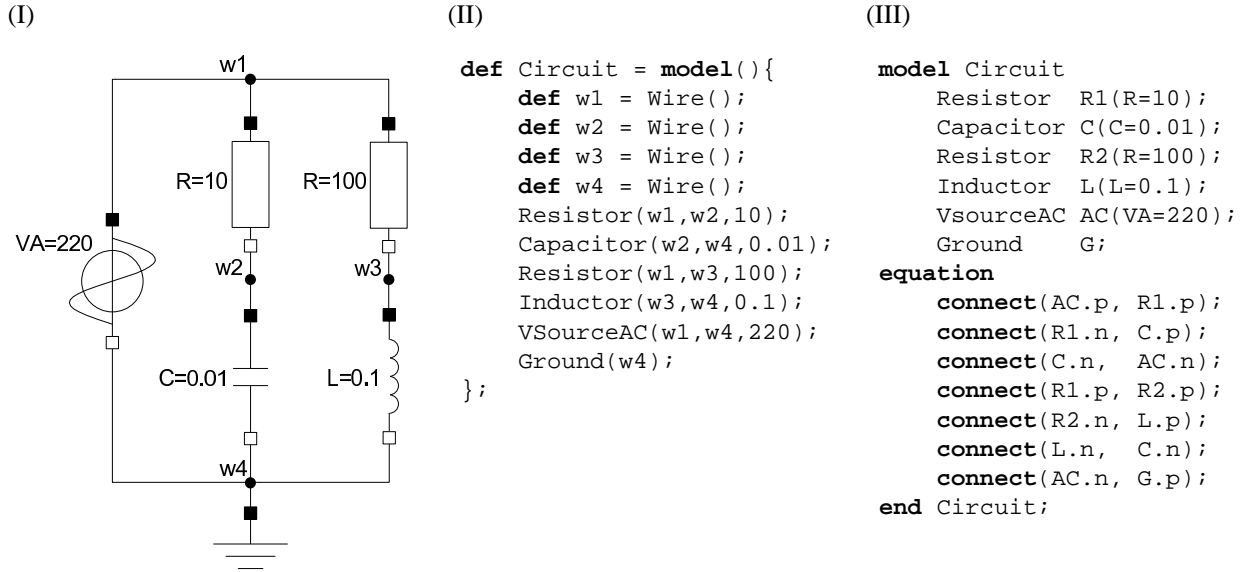 (I)
w1
R=10
R=100
VA=220
w2
w3
C=0.01
L=0.1
w4
(II)
def Circuit = model(){
    def w1 = Wire();
    def w2 = Wire();
    def w3 = Wire();
    def w4 = Wire();
    Resistor(w1,w2,10);
    Capacitor(w2,w4,0.01);
    Resistor(w1,w3,100);
    Inductor(w3,w4,0.1);
    VSourceAC(w1,w4,220);
    Ground(w4);
};
(III)
model Circuit
    Resistor  R1(R=10);
    Capacitor C(C=0.01);
    Resistor  R2(R=100);
    Inductor  L(L=0.1);
    VsourceAC AC(VA=220);
    Ground    G;
equation
    connect(AC.p, R1.p);
    connect(R1.n, C.p);
    connect(C.n,  AC.n);
    connect(R1.p, R2.p);
    connect(R2.n, L.p);
    connect(L.n,  C.n);
    connect(AC.n, G.p);
end Circuit;